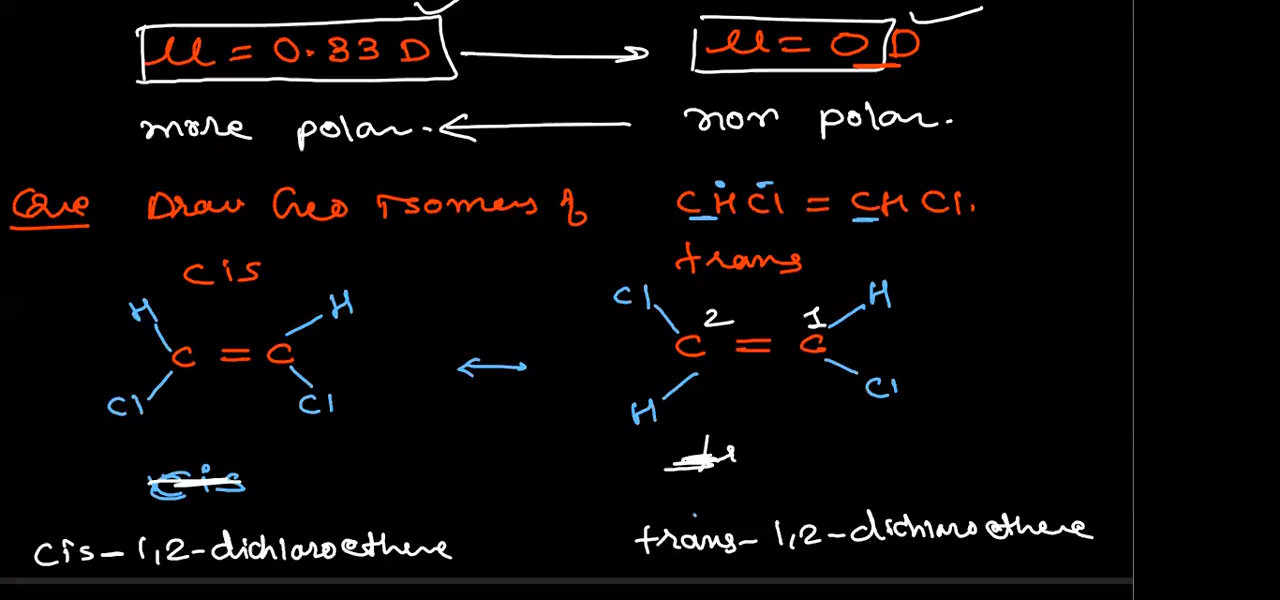 μ = 0.33 D → μ = 0 D
more polar. ← non polar.
Que Draw Geo Isomers of CHCl = CHCl.
cis trans
H H Cl 2 1 H
C = C ↔ C = C
Cl Cl H Cl
cis
cis-1,2-dichloroethene trans-1,2-dichloroethene